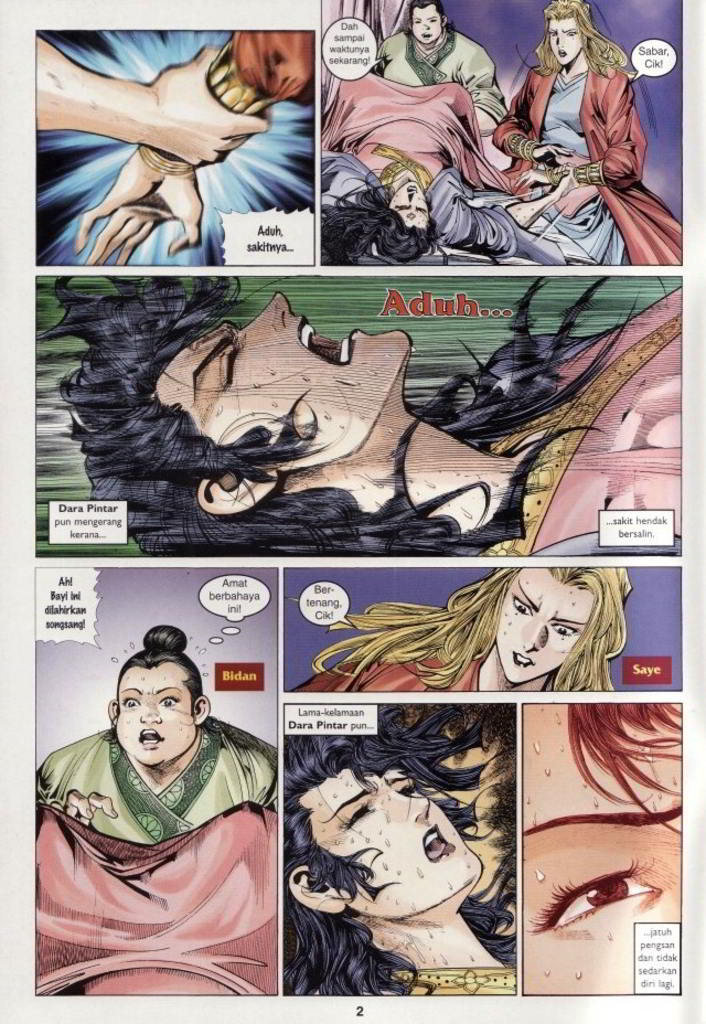 Aduh,
sakitnya...
Dah
sampai
waktunya
sekarang!
Sabar,
Cik!
Aduh...
Dara Pintar
pun mengerang
kerana...
...sakit hendak
bersalin.
Ah!
Bayi ini
dilahirkan
songsang!
Amat
berbahaya
ini!
Bidan
Ber-
tenang,
Cik!
Saye
Lama-kelamaan
Dara Pintar pun...
...jatuh
pengsan
dan tidak
sedarkan
diri lagi.
2